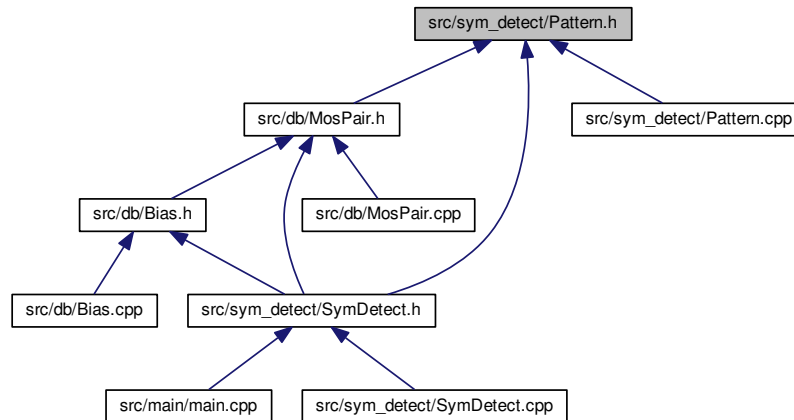 src/sym_detect/Pattern.h
src/db/MosPair.h
src/sym_detect/Pattern.cpp
src/db/Bias.h
src/db/MosPair.cpp
src/db/Bias.cpp
src/sym_detect/SymDetect.h
src/main/main.cpp
src/sym_detect/SymDetect.cpp